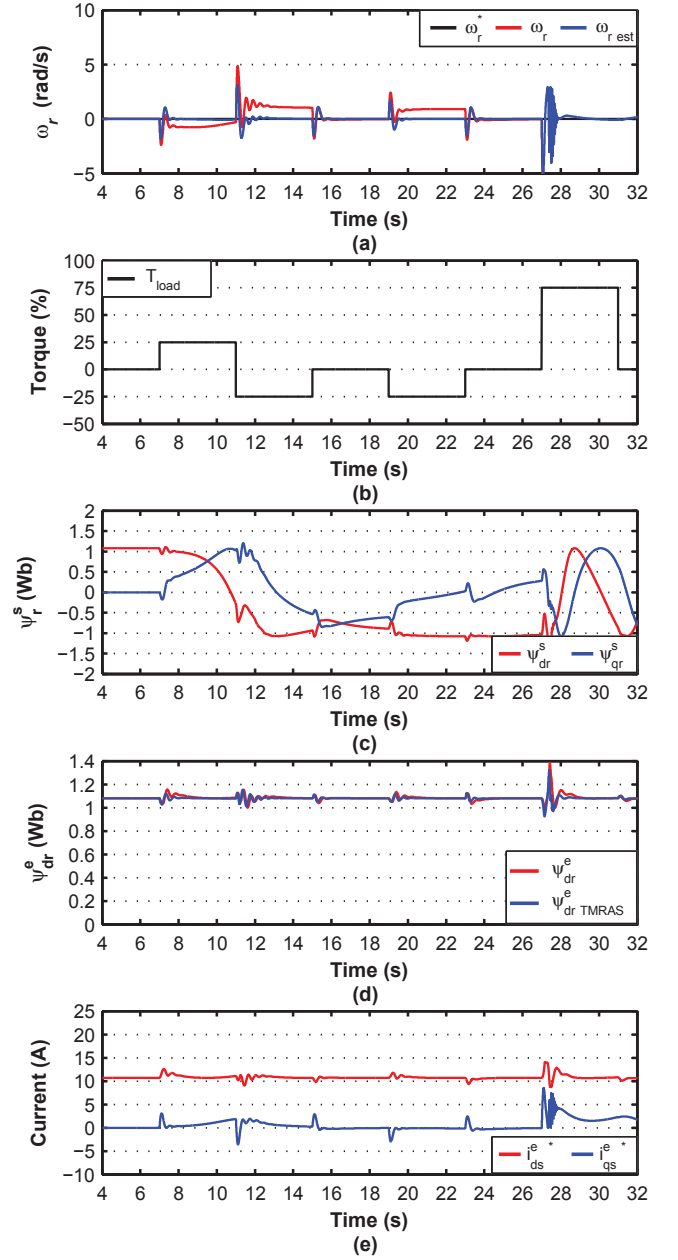 10
5
0
−5
ω_r (rad/s)
ω_r^* ω_r ω_r est
4 6 8 10 12 14 16 18 20 22 24 26 28 30 32
Time (s)
(a)
100
75
50
25
0
−25
−50
Torque (%)
T_load
4 6 8 10 12 14 16 18 20 22 24 26 28 30 32
Time (s)
(b)
2
1.5
1
0.5
0
−0.5
−1
−1.5
−2
ψ_r^s (Wb)
ψ_dr^s ψ_qr^s
4 6 8 10 12 14 16 18 20 22 24 26 28 30 32
Time (s)
(c)
1.4
1.2
1
0.8
0.6
0.4
0.2
0
ψ_dr^e (Wb)
ψ_dr^e
ψ_dr TMRAS^e
4 6 8 10 12 14 16 18 20 22 24 26 28 30 32
Time (s)
(d)
25
20
15
10
5
0
−5
−10
Current (A)
i_ds^e * i_qs^e *
4 6 8 10 12 14 16 18 20 22 24 26 28 30 32
Time (s)
(e)